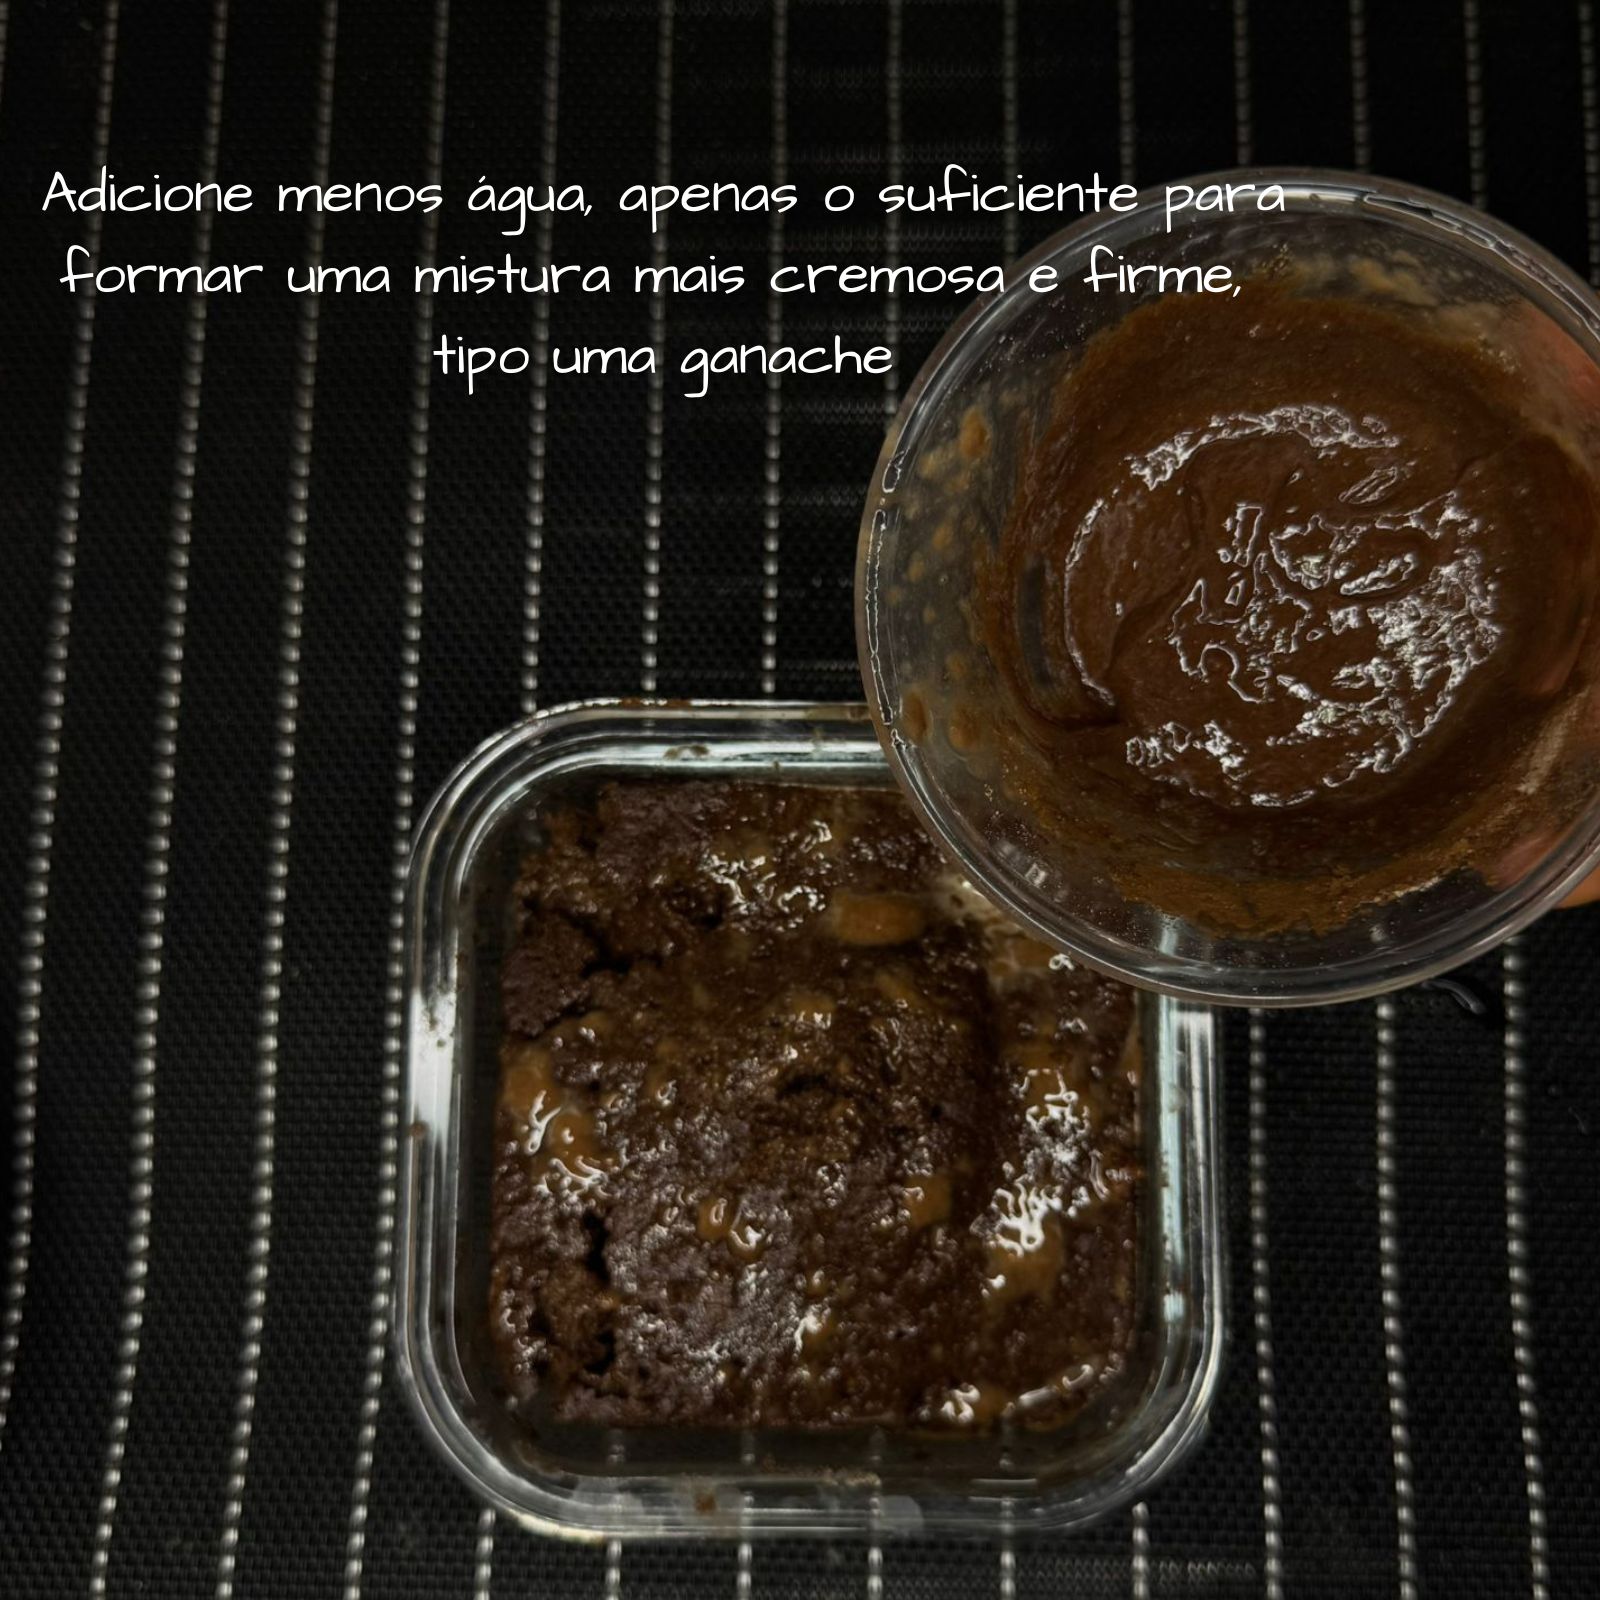 Adicione menos água, apenas o suficiente para
formar uma mistura mais cremosa e firme,
tipo uma ganache